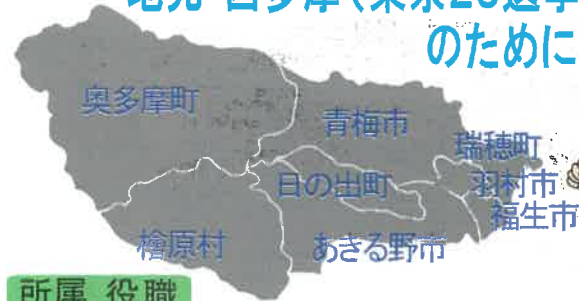 地元 西多摩(東京25選挙
のために
奥多摩町
青梅市
瑞穂町
日の出町
羽村市
福生市
檜原村
あきる野市
所属 役職